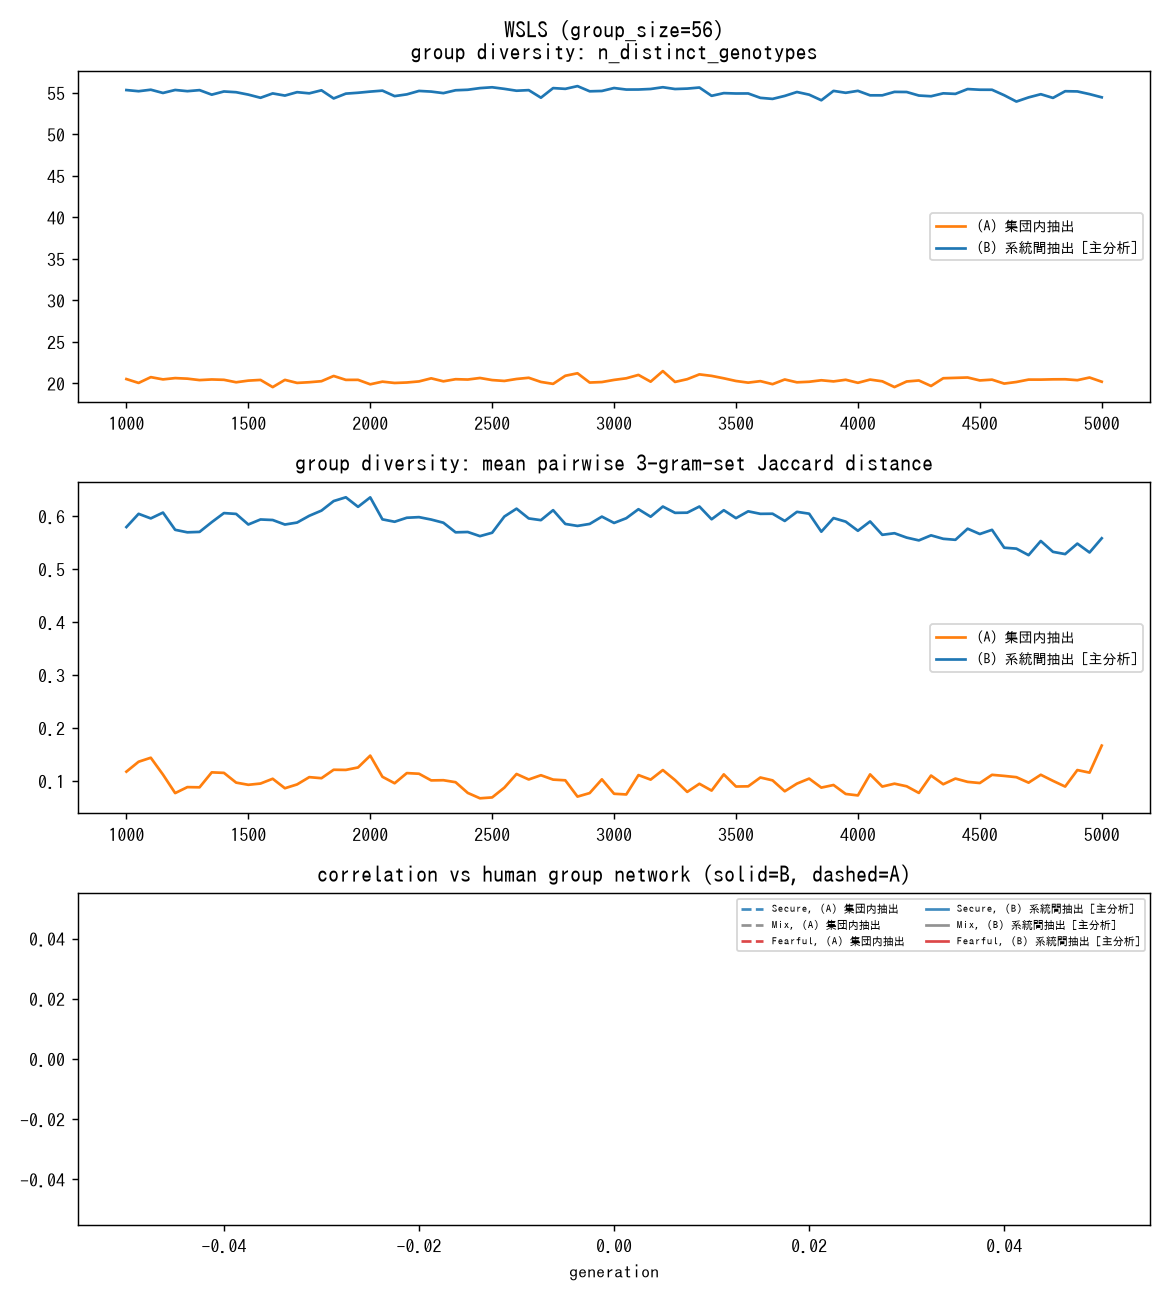 WSLS (group_size=56)
group diversity: n_distinct_genotypes
55
50
45
40
35
30
25
20
(A) 集団内抽出
(B) 系統間抽出 [主分析]
1000 1500 2000 2500 3000 3500 4000 4500 5000
group diversity: mean pairwise 3-gram-set Jaccard distance
0.6
0.5
0.4
0.3
0.2
0.1
(A) 集団内抽出
(B) 系統間抽出 [主分析]
1000 1500 2000 2500 3000 3500 4000 4500 5000
correlation vs human group network (solid=B, dashed=A)
0.04
0.02
0.00
-0.02
-0.04
Secure, (A) 集団内抽出 Secure, (B) 系統間抽出 [主分析]
Mix, (A) 集団内抽出 Mix, (B) 系統間抽出 [主分析]
Fearful, (A) 集団内抽出 Fearful, (B) 系統間抽出 [主分析]
-0.04 -0.02 0.00 0.02 0.04
generation